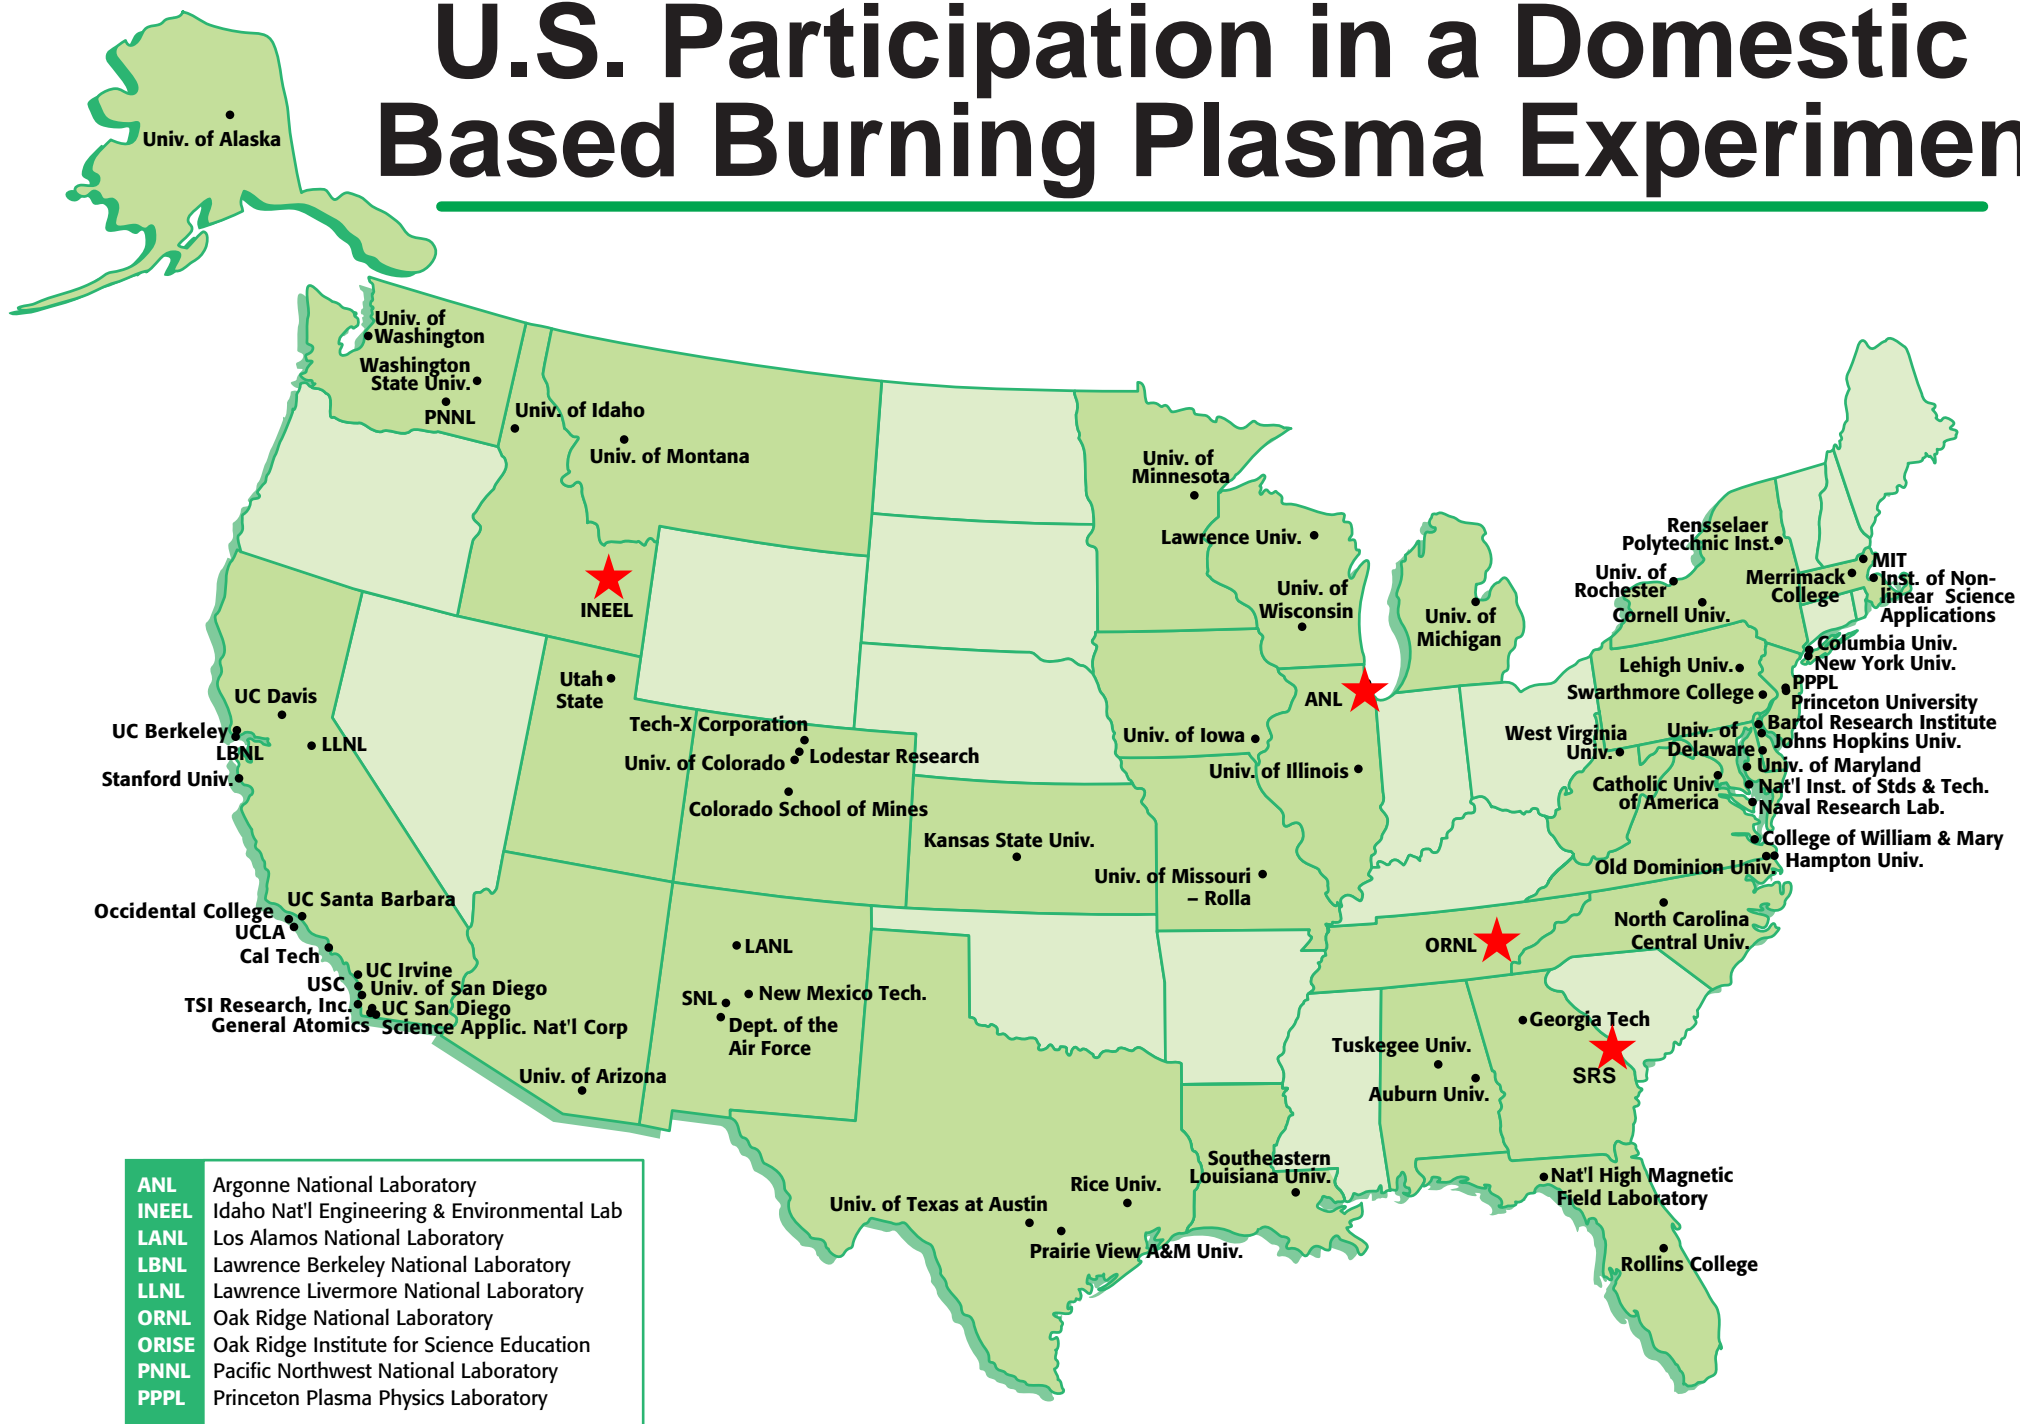 U.S. Participation in a Domestic
Based Burning Plasma Experimen
Univ. of Alaska
Univ. of
Washington
Washington
State Univ.
PNNL
Univ. of Idaho
Univ. of Montana
INEEL
Utah
State
UC Davis
UC Berkeley
LBNL
LLNL
Stanford Univ.
Tech-X Corporation
Lodestar Research
Univ. of Colorado
Colorado School of Mines
UC Santa Barbara
Occidental College
UCLA
Cal Tech
UC Irvine
USC
Univ. of San Diego
TSI Research, Inc.
UC San Diego
General Atomics
Science Applic. Nat'l Corp
Univ. of Arizona
LANL
SNL
New Mexico Tech.
Dept. of the
Air Force
Kansas State Univ.
Univ. of Texas at Austin
Rice Univ.
Prairie View A&M Univ.
Univ. of
Minnesota
Lawrence Univ.
Univ. of
Wisconsin
Univ. of
Michigan
ANL
Univ. of Iowa
Univ. of Illinois
Univ. of Missouri
– Rolla
ORNL
Southeastern
Louisiana Univ.
Tuskegee Univ.
Auburn Univ.
Georgia Tech
SRS
Nat'l High Magnetic
Field Laboratory
Rollins College
North Carolina
Central Univ.
Rensselaer
Polytechnic Inst.
Univ. of
Rochester
Cornell Univ.
Merrimack
College
MIT
Inst. of Non-
linear Science
Applications
Columbia Univ.
New York Univ.
Lehigh Univ.
Swarthmore College
PPPL
Princeton University
Bartol Research Institute
Johns Hopkins Univ.
West Virginia
Univ.
Univ. of
Delaware
Univ. of Maryland
Catholic Univ.
of America
Nat'l Inst. of Stds & Tech.
Naval Research Lab.
College of William & Mary
Old Dominion Univ.
Hampton Univ.
ANL Argonne National Laboratory
INEEL Idaho Nat'l Engineering & Environmental Lab
LANL Los Alamos National Laboratory
LBNL Lawrence Berkeley National Laboratory
LLNL Lawrence Livermore National Laboratory
ORNL Oak Ridge National Laboratory
ORISE Oak Ridge Institute for Science Education
PNNL Pacific Northwest National Laboratory
PPPL Princeton Plasma Physics Laboratory